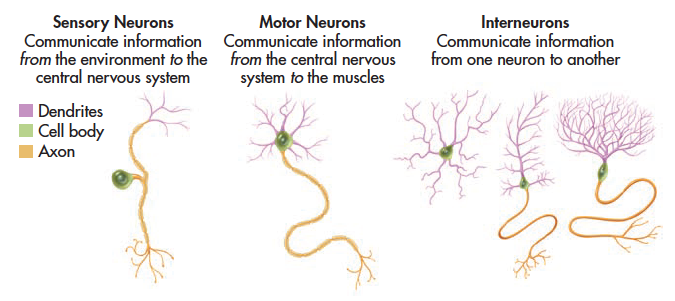 Sensory Neurons
Communicate information
from the environment to the
central nervous system
Motor Neurons
Communicate information
from the central nervous
system to the muscles
Interneurons
Communicate information
from one neuron to another
Dendrites
Cell body
Axon